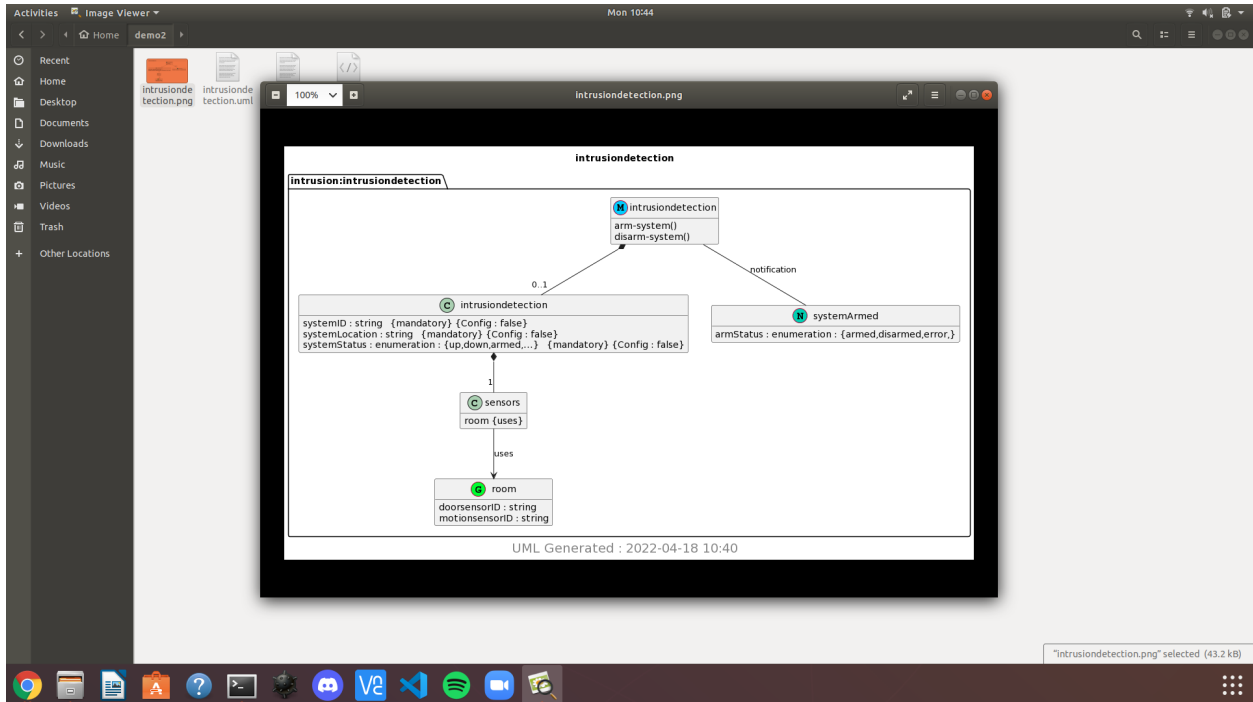 Activities Image Viewer Mon 10:44
Home demo2
Recent
Home
Desktop
Documents
Downloads
Music
Pictures
Videos
Trash
Other Locations
intrusionde
tection.png
intrusionde
tection.uml
100% intrusiondetection.png
intrusiondetection
intrusion:intrusiondetection
M intrusiondetection
arm-system()
disarm-system()
notification
0..1
C intrusiondetection
systemID : string {mandatory} {Config : false}
systemLocation : string {mandatory} {Config : false}
systemStatus : enumeration : {up,down,armed,...} {mandatory} {Config : false}
N systemArmed
armStatus : enumeration : {armed,disarmed,error,}
1
C sensors
room {uses}
uses
G room
doorsensorID : string
motionsensorID : string
UML Generated : 2022-04-18 10:40
"intrusiondetection.png" selected (43.2 kB)